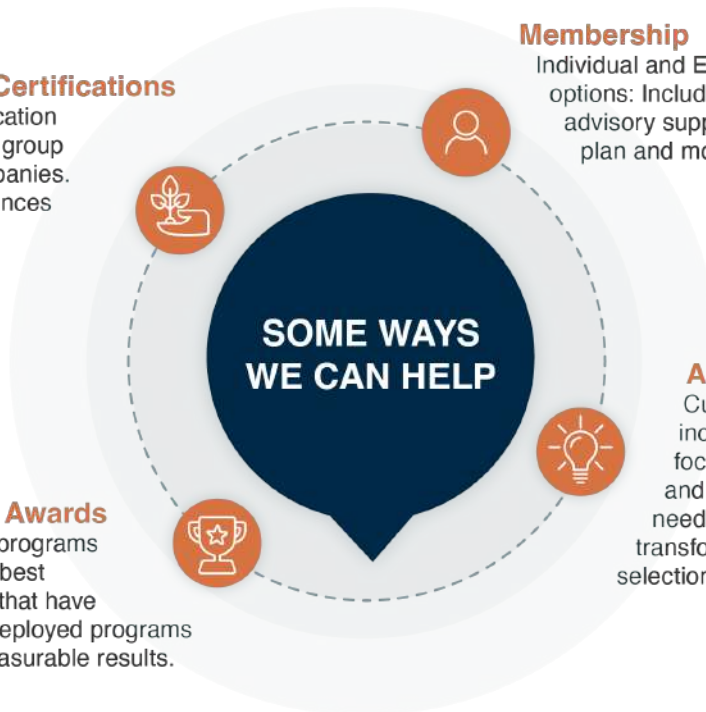 Certifications
cation
group
panies.
nces
Membership
Individual and E
options: Includ
advisory supp
plan and mo
SOME WAYS
WE CAN HELP
A
Cu
inc
foc
and
need
transfo
selection
Awards
programs
best
that have
eployed programs
asurable results.